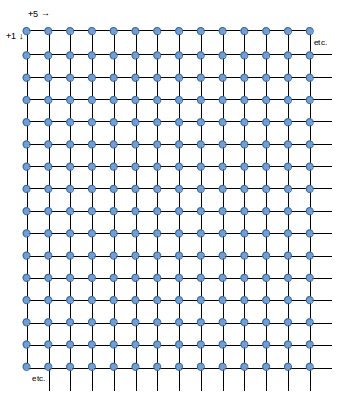 +5 →
+1 ↓
etc.
etc.